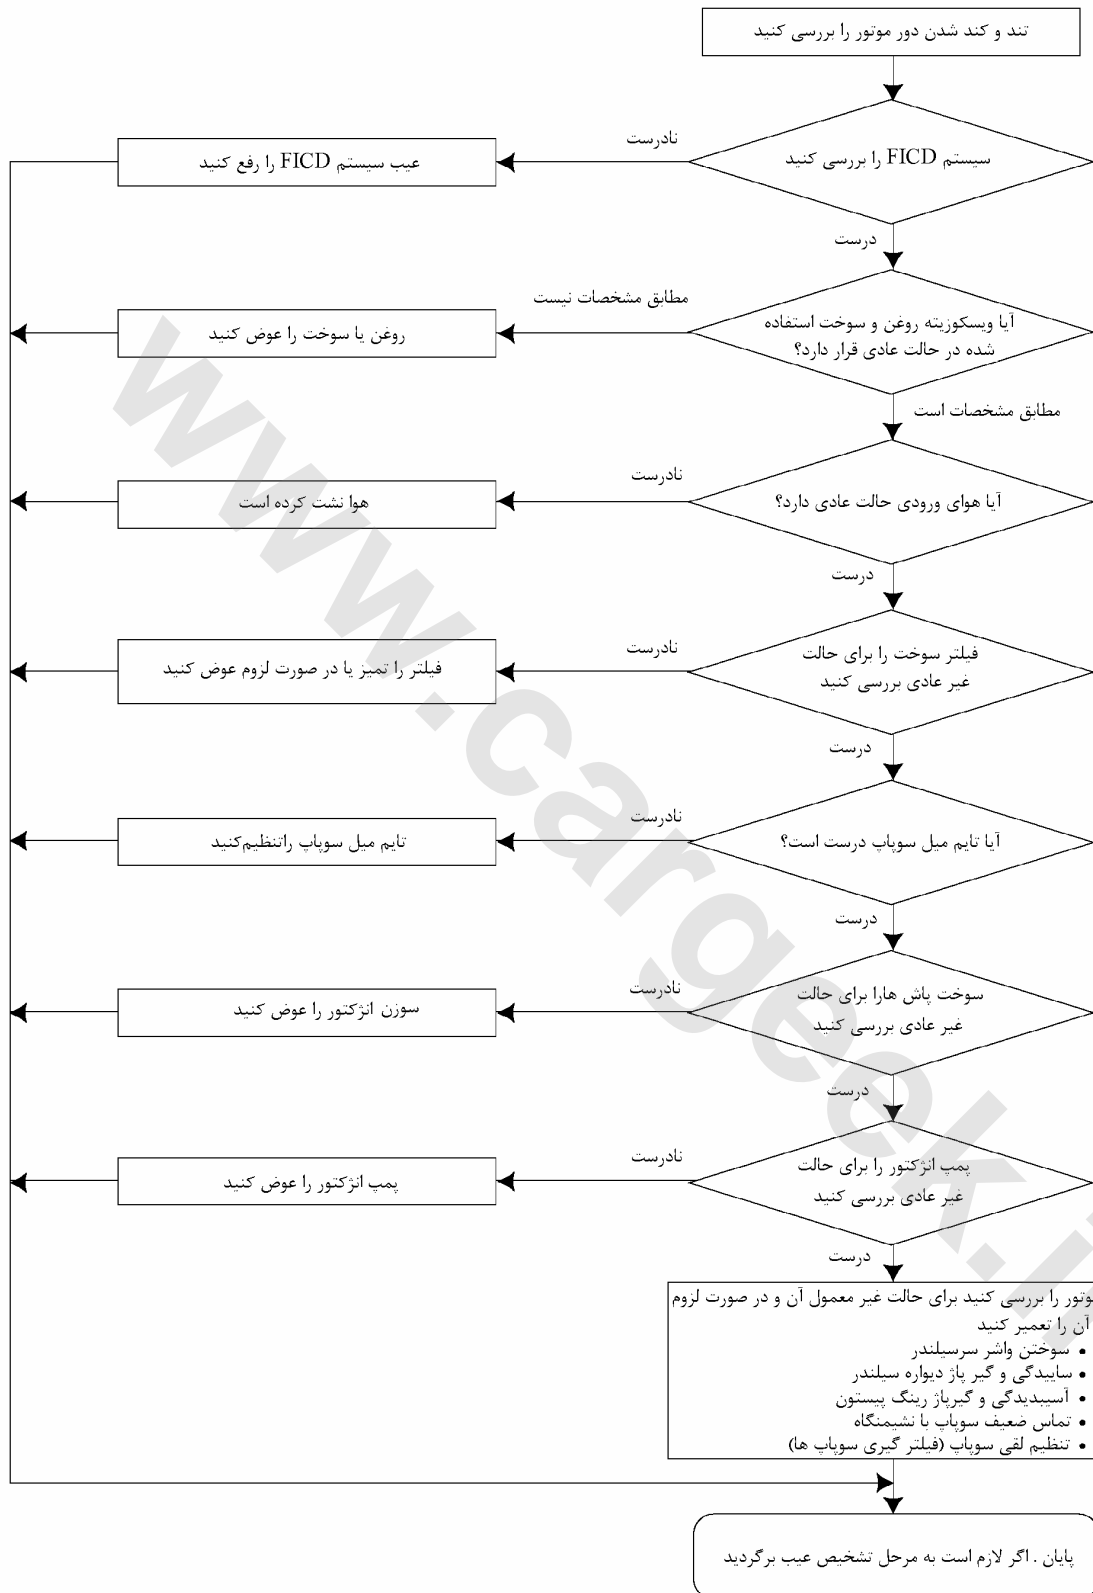 تند و کند شدن دور موتور را بررسی کنید
سیستم FICD را بررسی کنید
نادرست
عیب سیستم FICD را رفع کنید
درست
آیا ویسکوزیته روغن و سوخت استفاده
شده در حالت عادی قرار دارد؟
مطابق مشخصات نیست
روغن یا سوخت را عوض کنید
مطابق مشخصات است
آیا هوای ورودی حالت عادی دارد؟
نادرست
هوا نشت کرده است
درست
فیلتر سوخت را برای حالت
غیر عادی بررسی کنید
نادرست
فیلتر را تمیز یا در صورت لزوم عوض کنید
درست
آیا تایم میل سوپاپ درست است؟
نادرست
تایم میل سوپاپ راتنظیم‌کنید
درست
سوخت پاش هارا برای حالت
غیر عادی بررسی کنید
نادرست
سوزن انژکتور را عوض کنید
درست
پمپ انژکتور را برای حالت
غیر عادی بررسی کنید
نادرست
پمپ انژکتور را عوض کنید
درست
موتور را بررسی کنید برای حالت غیر معمول آن و در صورت لزوم
آن را تعمیر کنید
• سوختن واشر سرسیلندر
• ساییدگی و گیر پاژ دیواره سیلندر
• آسیبدیدگی و گیرپاژ رینگ پیستون
• تماس ضعیف سوپاپ با نشیمنگاه
• تنظیم لقی سوپاپ (فیلتر گیری سوپاپ ها)
پایان . اگر لازم است به مرحل تشخیص عیب برگردید
www.cargeek.ir